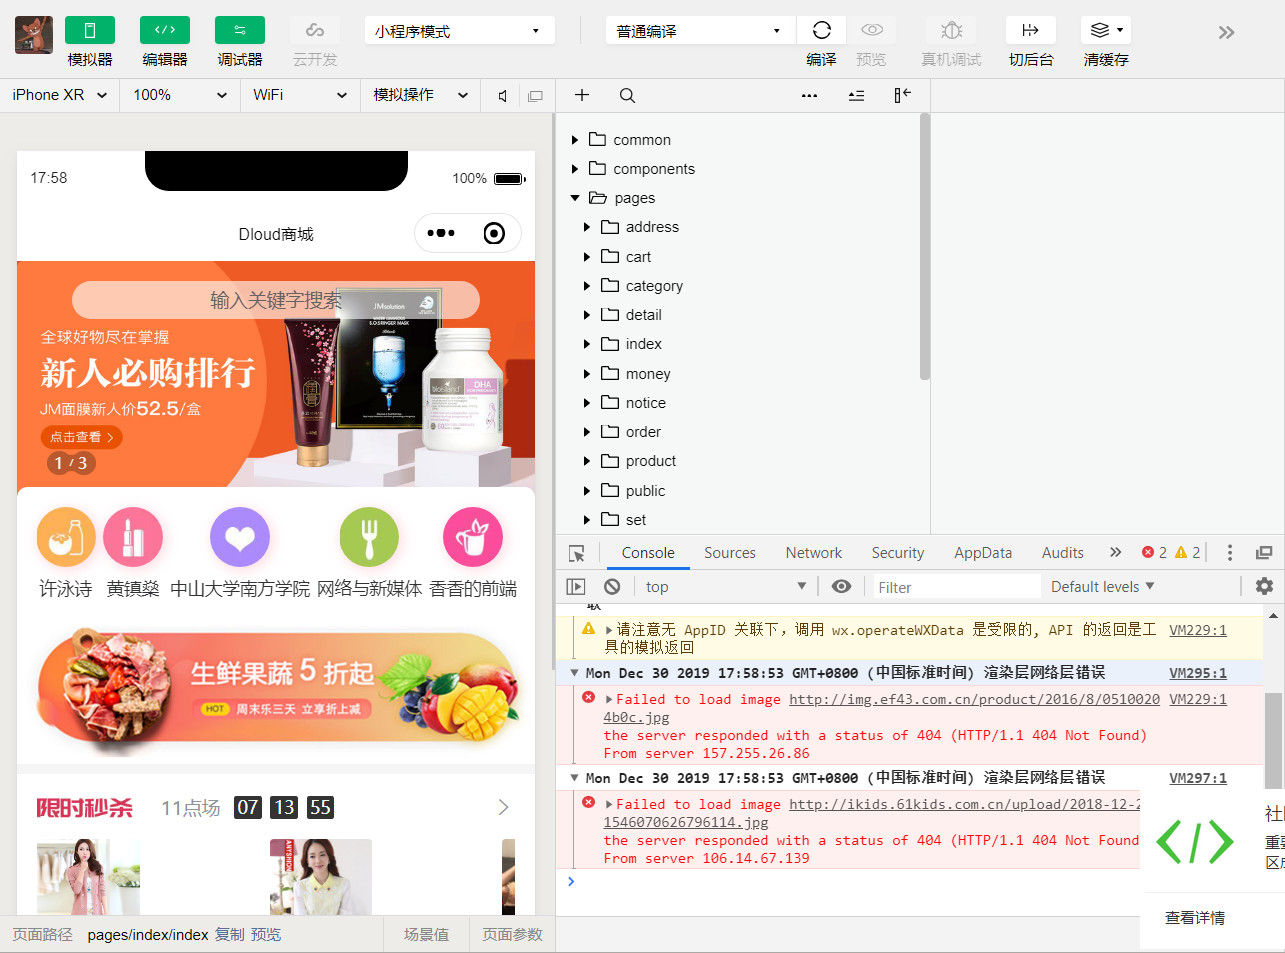 模拟器
编辑器
调试器
云开发
小程序模式
普通编译
编译
预览
真机调试
切后台
清缓存
iPhone XR
100%
WiFi
模拟操作
17:58
100%
Dloud商城
输入关键字搜索
全球好物尽在掌握
新人必购排行
JM面膜新人价52.5/盒
点击查看
1 / 3
JMsolution
WATER LUMINOUS
S.O.S RINGER MASK
bioisland
DHA
许泳诗
黄镇燊
中山大学南方学院
网络与新媒体
香香的前端
生鲜果蔬 5 折起
HOT 周末乐三天 立享折上减
限时秒杀
11点场
07
13
55
页面路径
pages/index/index
复制
预览
场景值
页面参数
common
components
pages
address
cart
category
detail
index
money
notice
order
product
public
set
Console
Sources
Network
Security
AppData
Audits
2
2
top
Filter
Default levels
请注意无 AppID 关联下，调用 wx.operateWXData 是受限的, API 的返回是工
具的模拟返回
VM229:1
Mon Dec 30 2019 17:58:53 GMT+0800 (中国标准时间) 渲染层网络层错误
VM295:1
Failed to load image http://img.ef43.com.cn/product/2016/8/0510020
4b0c.jpg
VM229:1
the server responded with a status of 404 (HTTP/1.1 404 Not Found)
From server 157.255.26.86
Mon Dec 30 2019 17:58:53 GMT+0800 (中国标准时间) 渲染层网络层错误
VM297:1
Failed to load image http://ikids.61kids.com.cn/upload/2018-12-2
1546070626796114.jpg
the server responded with a status of 404 (HTTP/1.1 404 Not Found
From server 106.14.67.139
重要
区成
查看详情